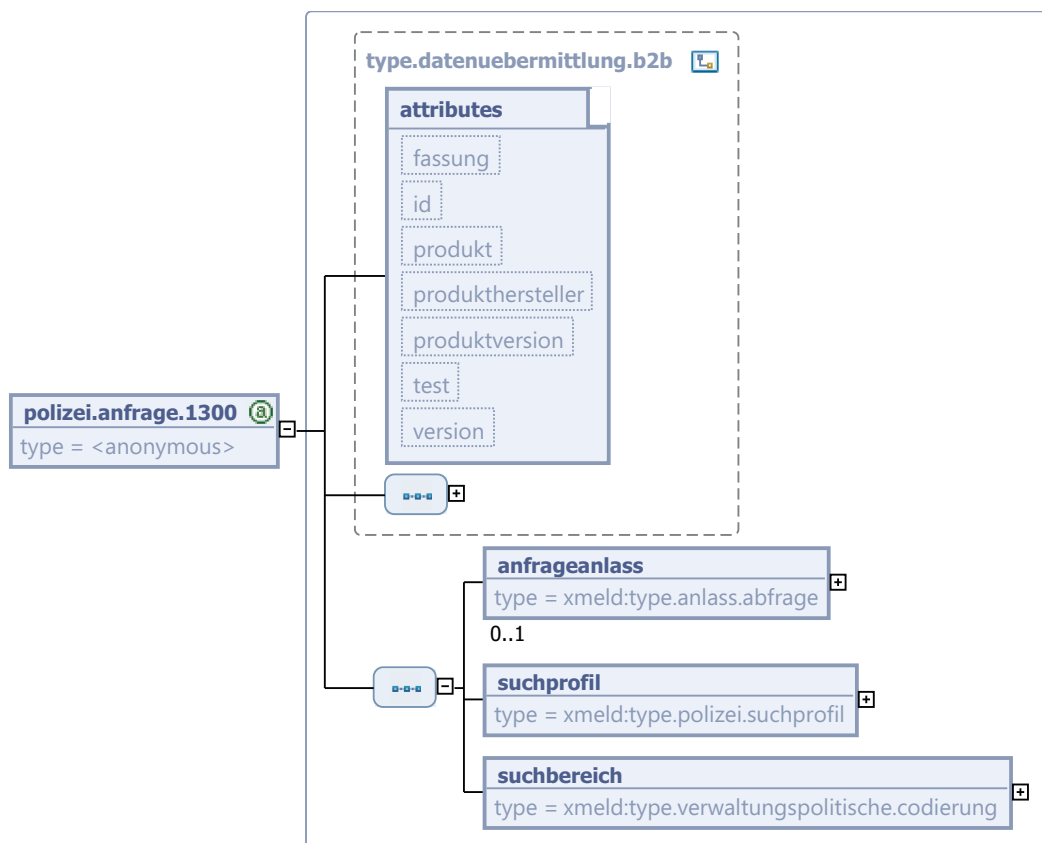 type.datenuebermittlung.b2b
attributes
fassung
id
produkt
produkthersteller
produktversion
test
version
polizei.anfrage.1300 @
type = <anonymous>
anfrageanlass
type = xmeld:type.anlass.abfrage
0..1
suchprofil
type = xmeld:type.polizei.suchprofil
suchbereich
type = xmeld:type.verwaltungspolitische.codierung